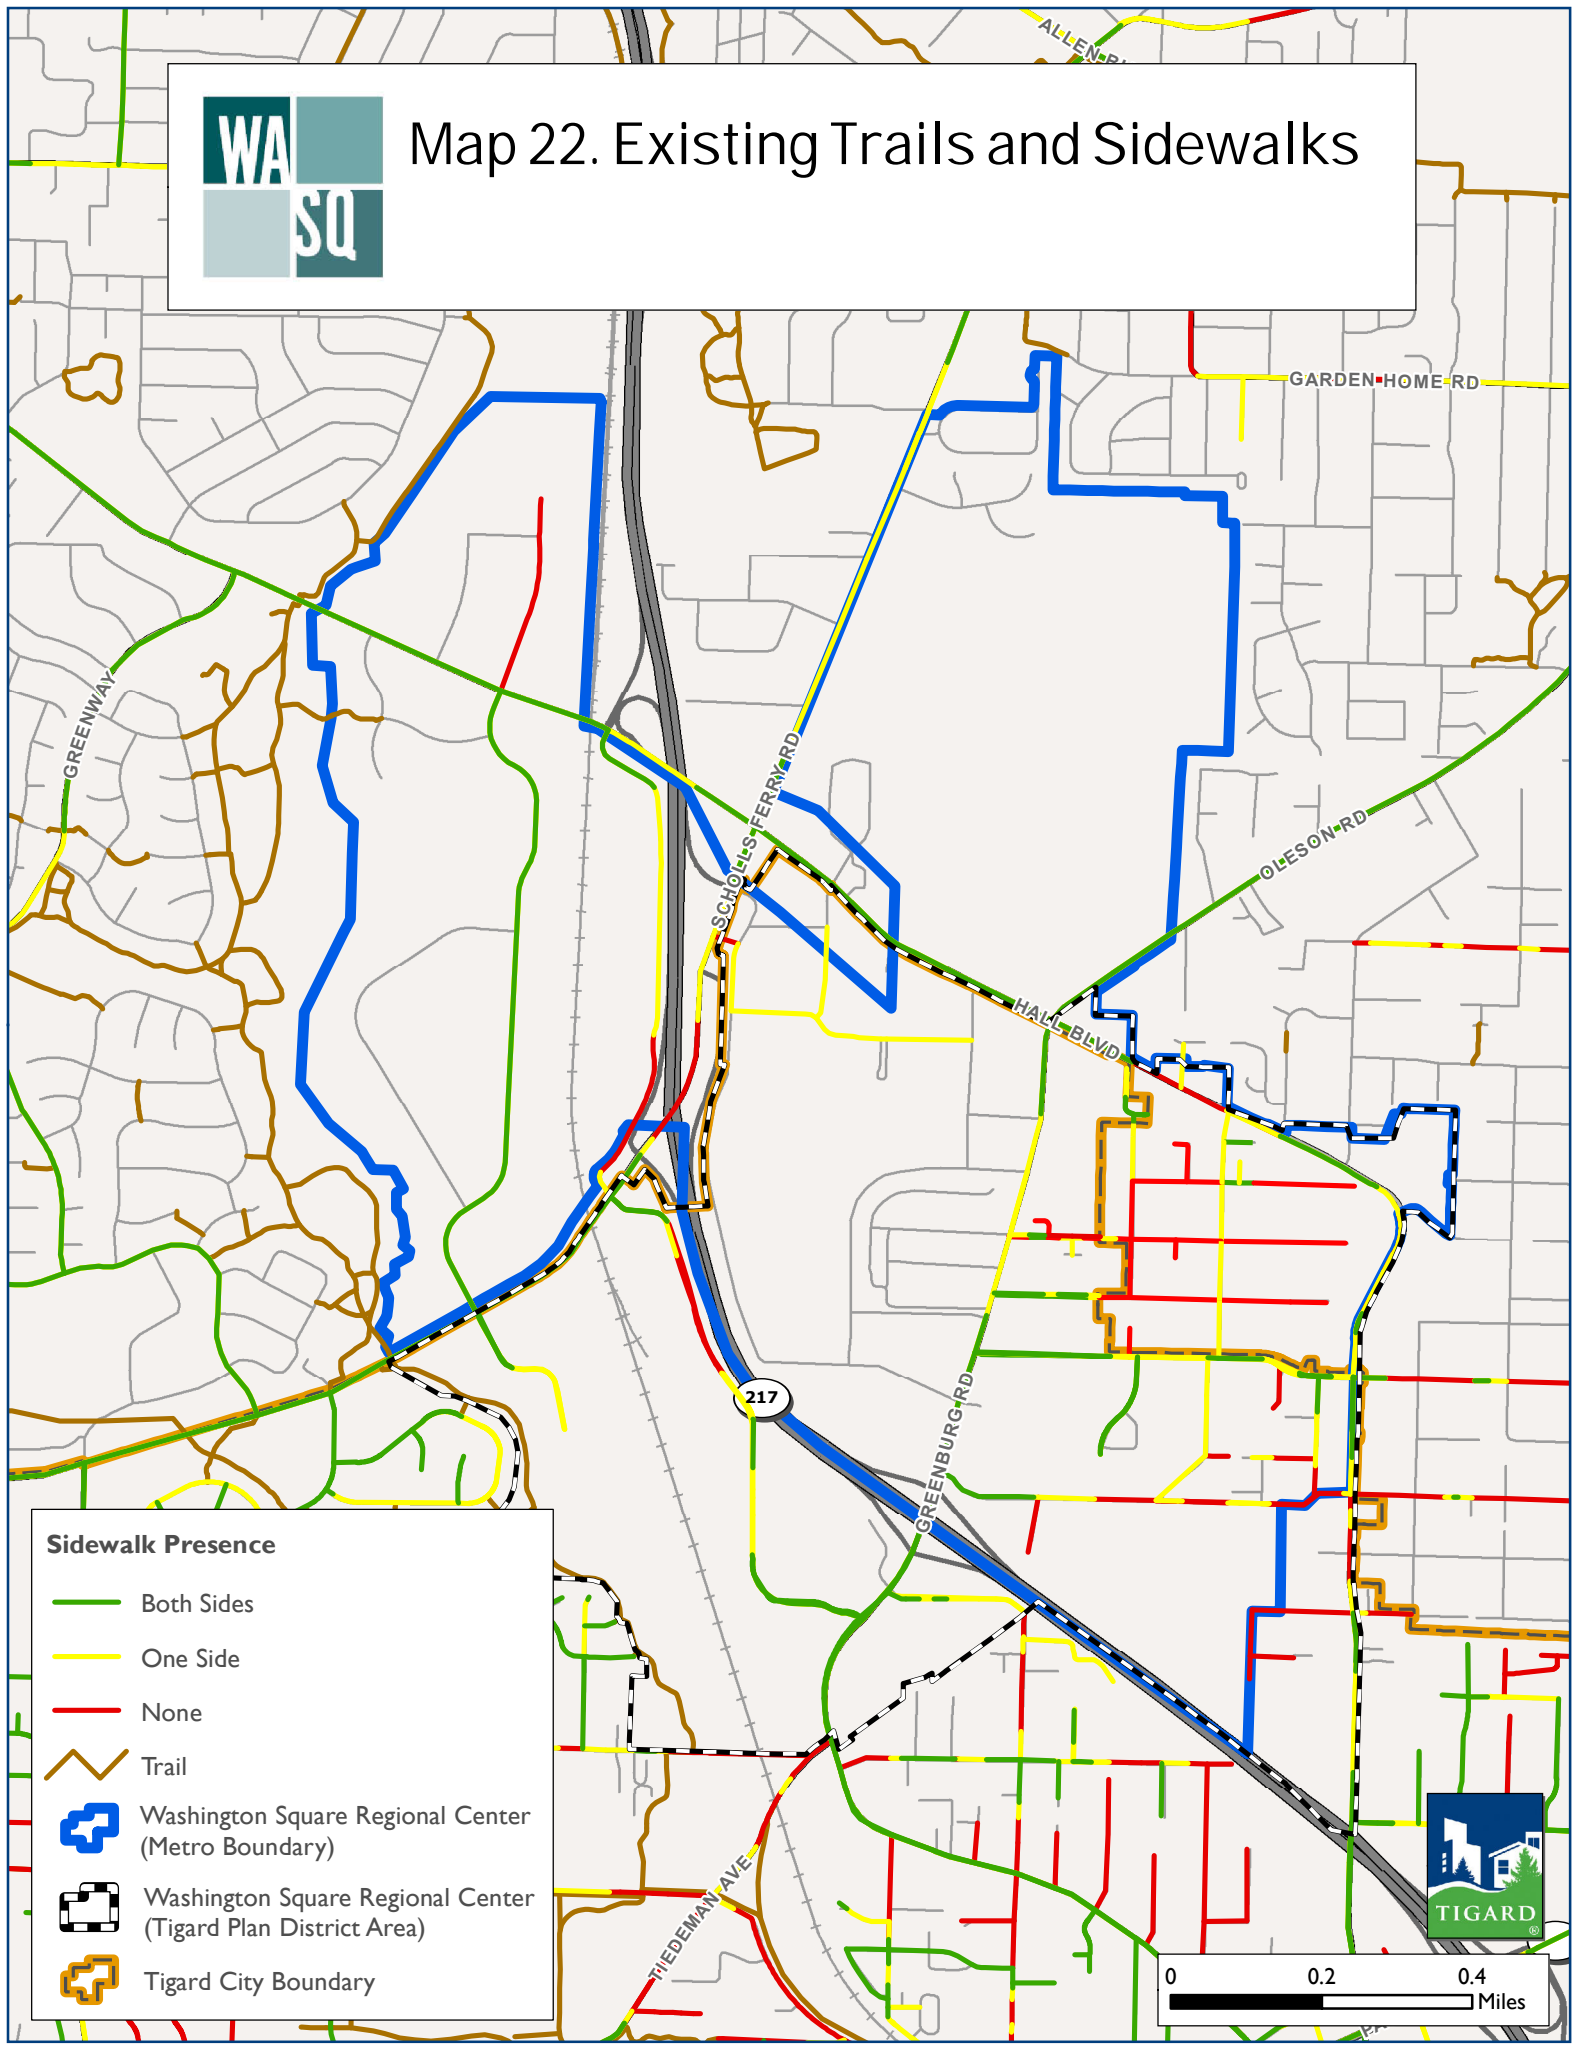 ALLEN BL
WA
SQ
Map 22. Existing Trails and Sidewalks
GARDEN HOME RD
GREENWAY
SCHOLLS FERRY RD
OLESON RD
HALL BLVD
217
GREENBURG RD
TIEDEMAN AVE
Sidewalk Presence
Both Sides
One Side
None
Trail
Washington Square Regional Center
(Metro Boundary)
Washington Square Regional Center
(Tigard Plan District Area)
Tigard City Boundary
TIGARD
®
0 0.2 0.4
Miles